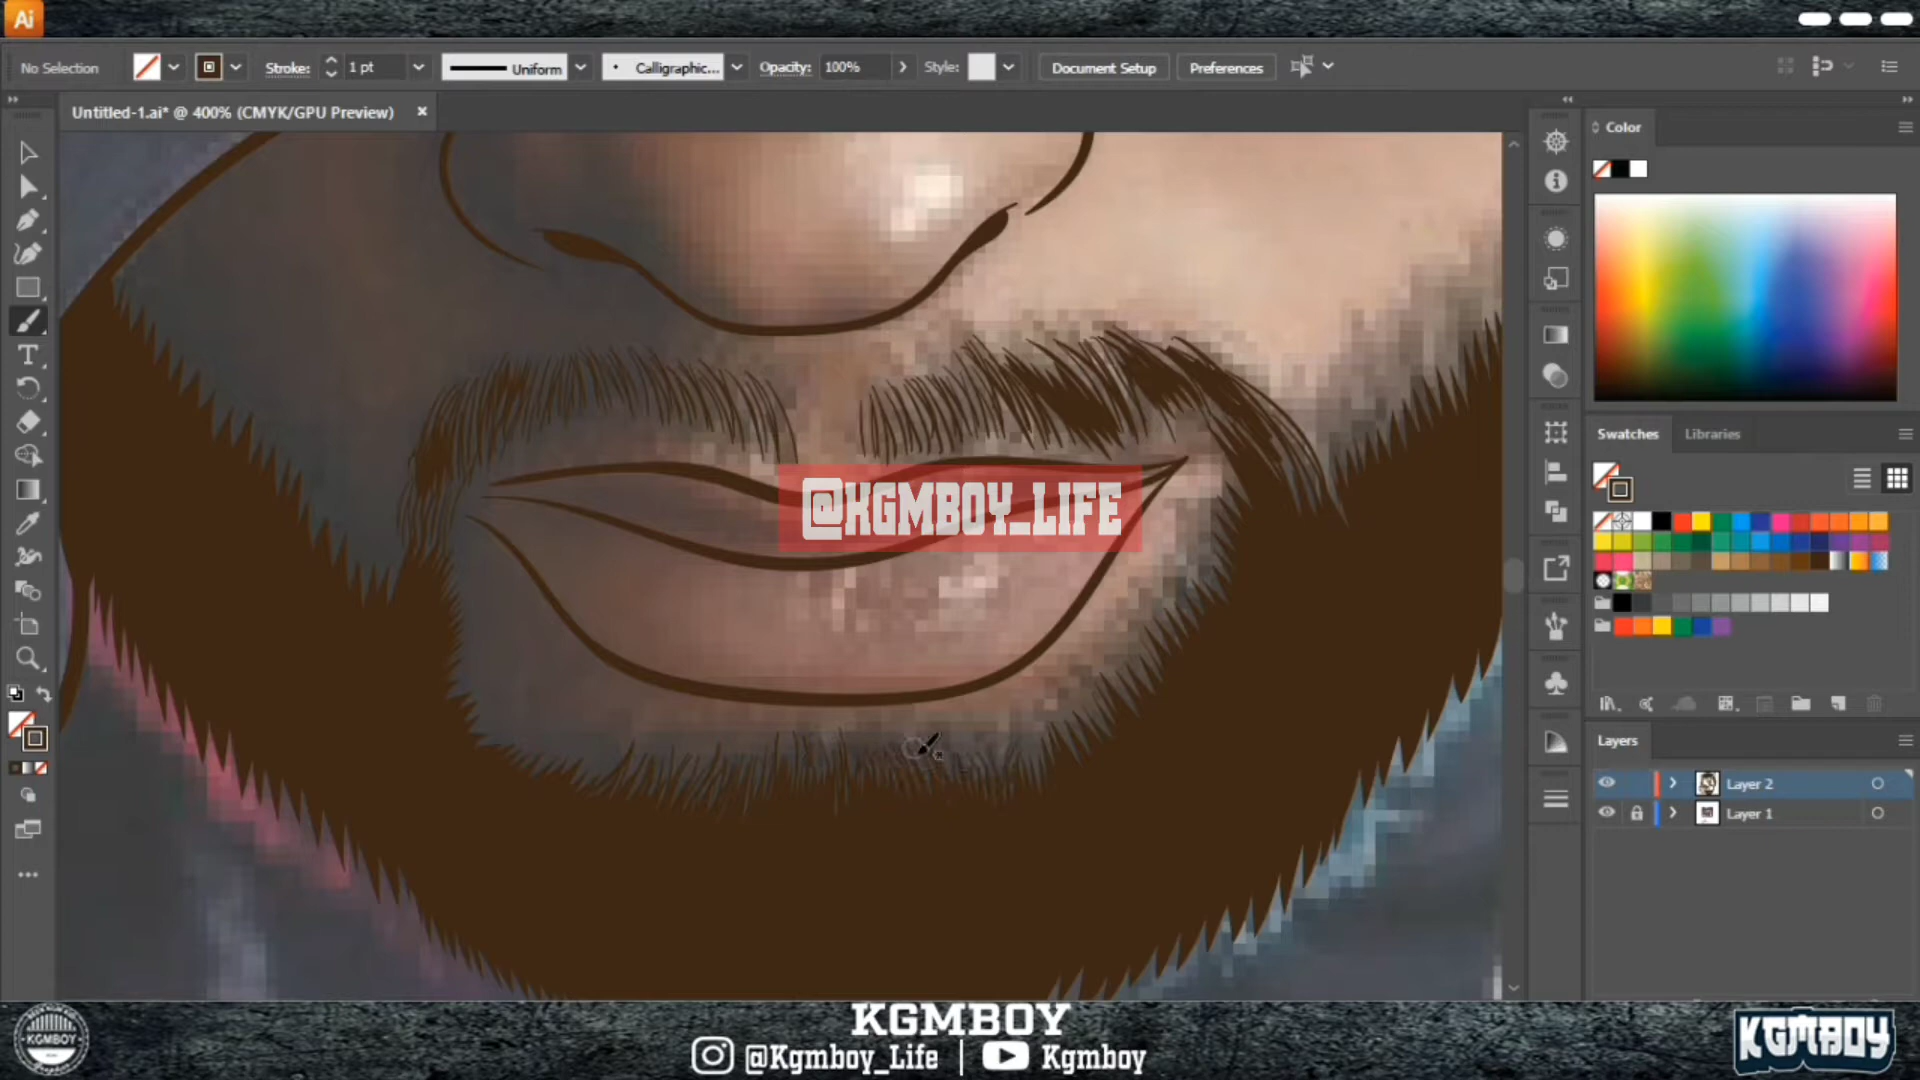 Ai
No Selection
Stroke:
1 pt
Uniform
Calligraphic...
Opacity:
100%
Style:
Document Setup
Preferences
Untitled-1.ai* @ 400% (CMYK/GPU Preview)
Color
@KGMBOY_LIFE
Swatches
Libraries
Layers
Layer 2
Layer 1
KGMBOY
@Kgmboy_Life | Kgmboy
KGMBOY
KGMBOY